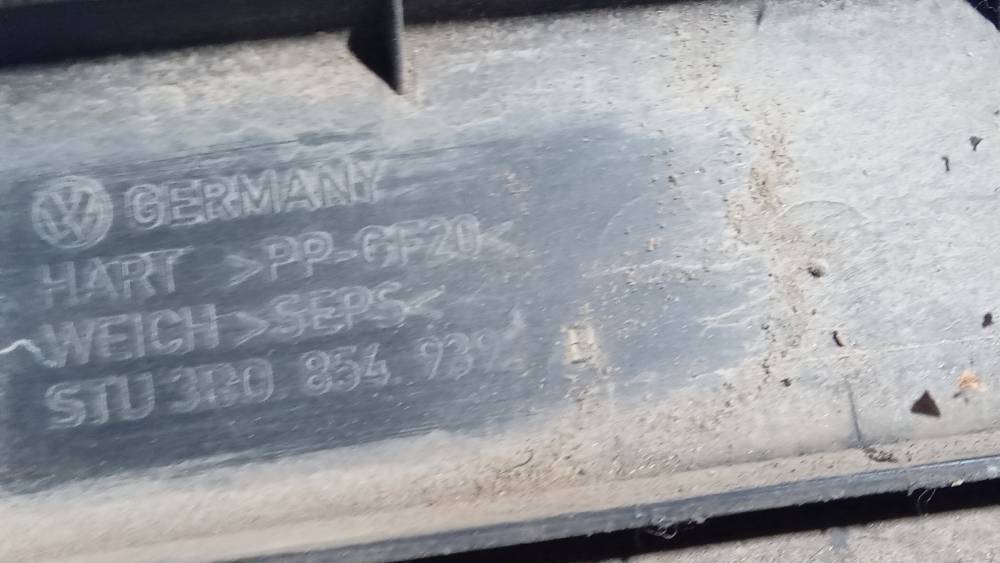 GERMANY
HART >PP-GF20<
WEICH >SEPS<
STU 3B0 854 939